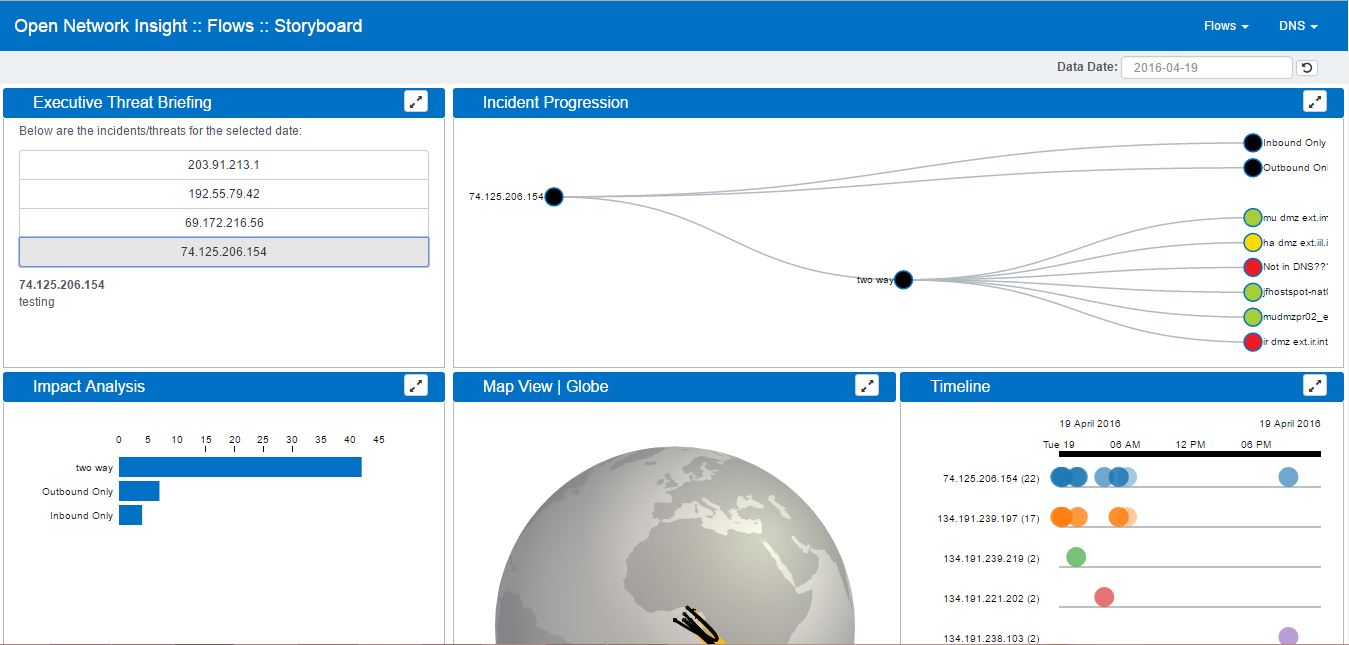 Open Network Insight :: Flows :: Storyboard
Flows DNS
Data Date: 2016-04-19
Executive Threat Briefing
Below are the incidents/threats for the selected date:
203.91.213.1
192.55.79.42
69.172.216.56
74.125.206.154
74.125.206.154
testing
Incident Progression
74.125.206.154
two way
Inbound Only
Outbound Onl
mu dmz ext.im
ha dmz ext.iil.i
Not in DNS???
jfhostspot-nat
mudmzpr02_e
ir dmz ext.ir.int
Impact Analysis
0 5 10 15 20 25 30 35 40 45
two way
Outbound Only
Inbound Only
Map View | Globe
Timeline
19 April 2016 19 April 2016
Tue 19 06 AM 12 PM 06 PM
74.125.206.154 (22)
134.191.239.197 (17)
134.191.239.219 (2)
134.191.221.202 (2)
134.191.238.103 (2)